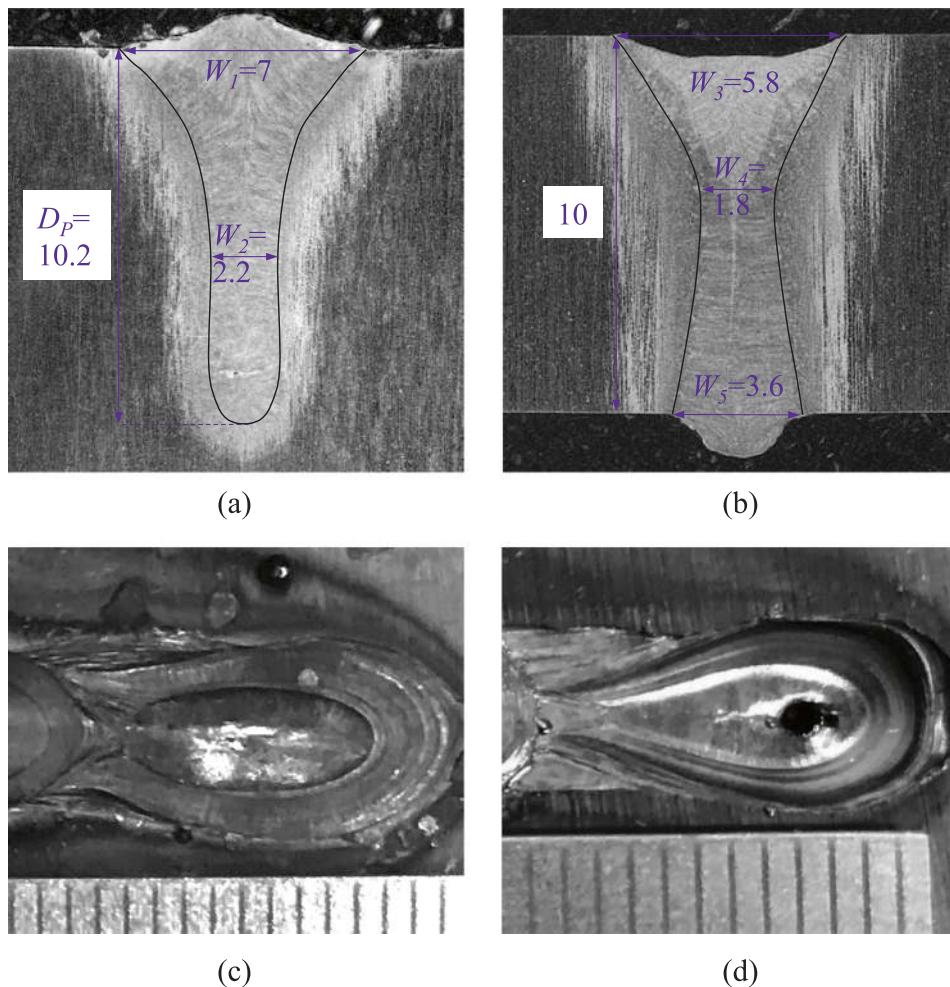 W1=7
DP=
10.2
W2=
2.2
(a)
W3=5.8
W4=
1.8
10
W5=3.6
(b)
(c)
(d)